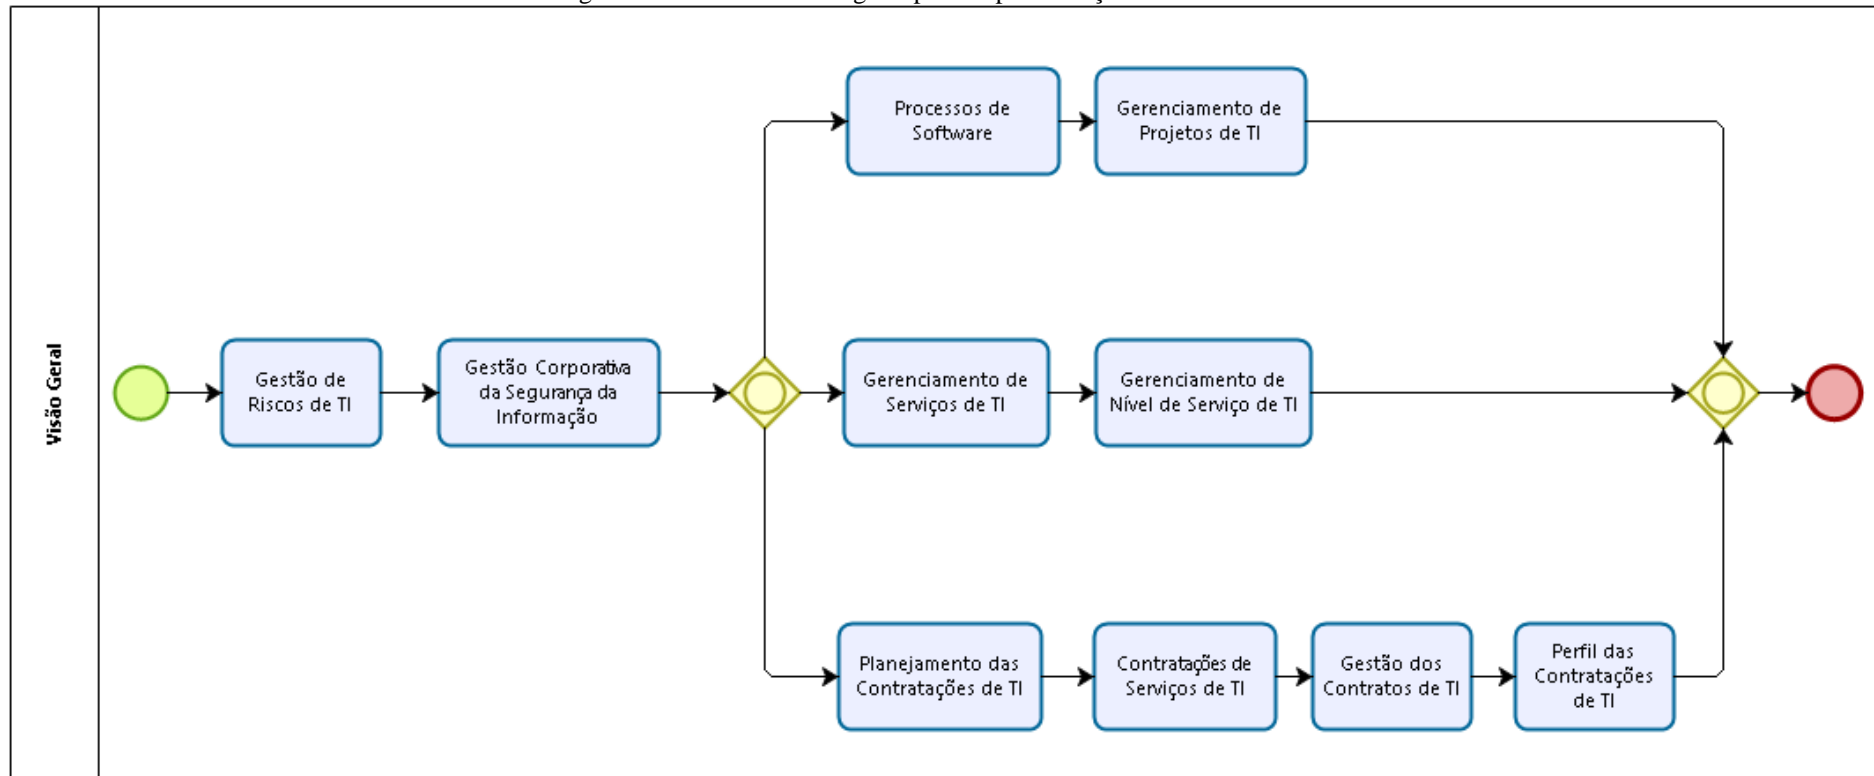 Visão Geral
Gestão de
Riscos de TI
Gestão Corporativa
da Segurança da
Informação
Processos de
Software
Gerenciamento de
Projetos de TI
Gerenciamento de
Serviços de TI
Gerenciamento de
Nível de Serviço de TI
Planejamento das
Contratações de TI
Contratações de
Serviços de TI
Gestão dos
Contratos de TI
Perfil das
Contratações
de TI